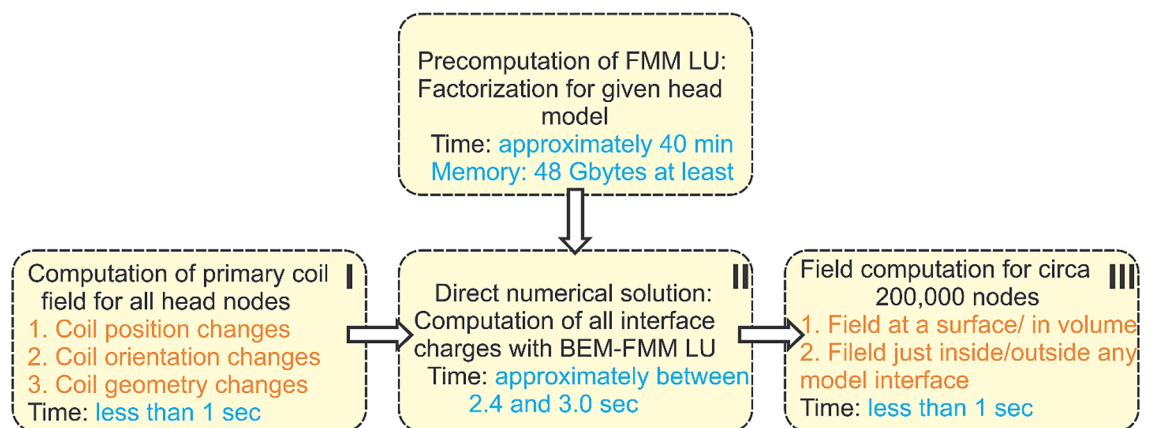 Precomputation of FMM LU:
Factorization for given head
model
Time: approximately 40 min
Memory: 48 Gbytes at least
I
Computation of primary coil
field for all head nodes
1. Coil position changes
2. Coil orientation changes
3. Coil geometry changes
Time: less than 1 sec
II
Direct numerical solution:
Computation of all interface
charges with BEM-FMM LU
Time: approximately between
2.4 and 3.0 sec
III
Field computation for circa
200,000 nodes
1. Field at a surface/ in volume
2. Fileld just inside/outside any
model interface
Time: less than 1 sec